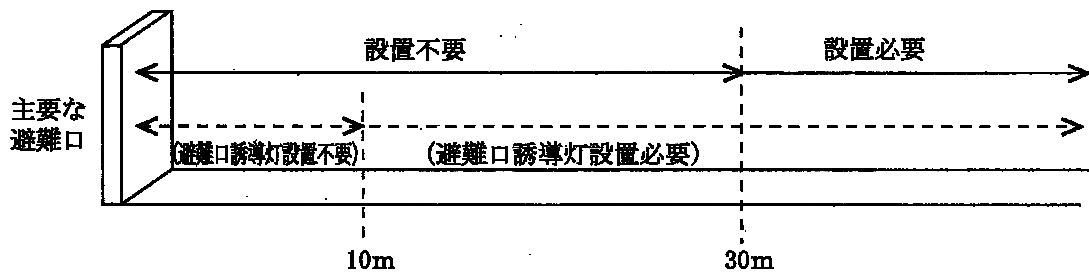 設置不要
設置必要
主要な
避難口
(避難口誘導灯設置不要)
(避難口誘導灯設置必要)
10m
30m